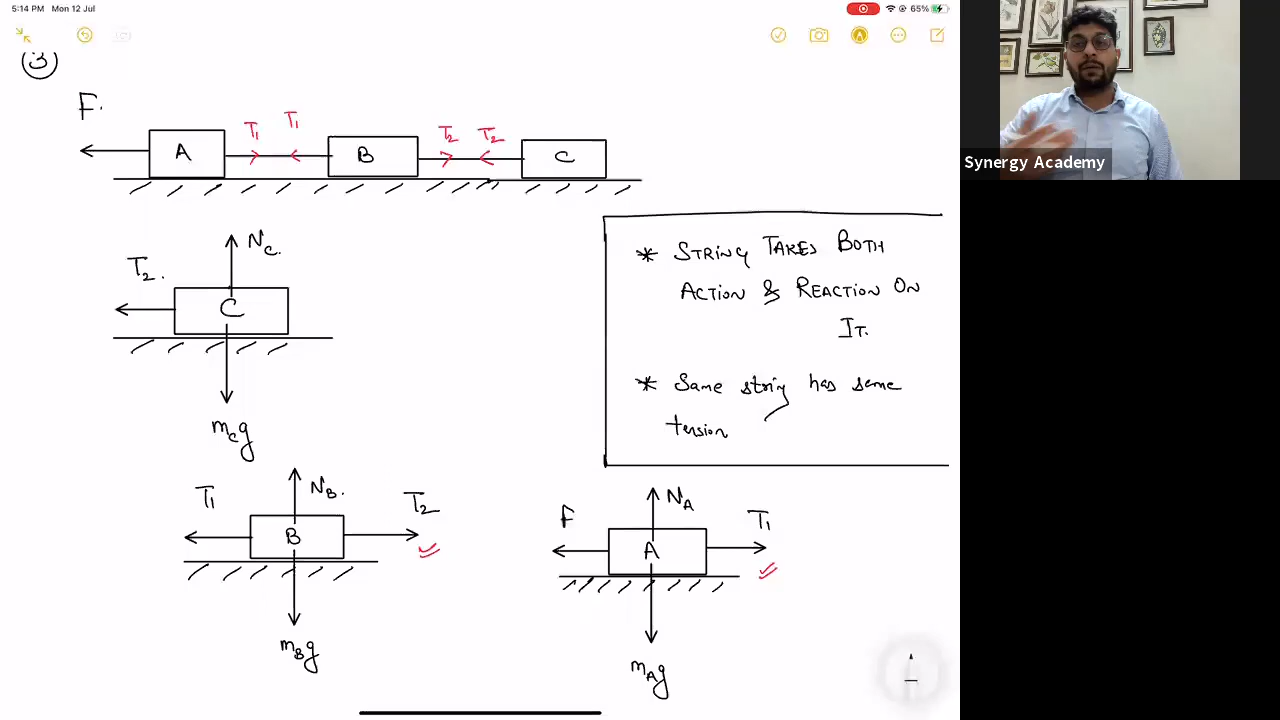 5:14 PM Mon 12 Jul
65%
3
F.
T1 T1 T2 T2
A B C
Synergy Academy
NC.
T2.
C
mCg
* STRING TAKES BOTH
ACTION & REACTION ON
IT.
* Same string has same
tension
T1 NB. T2
B
mBg
F NA T1
A
mAg